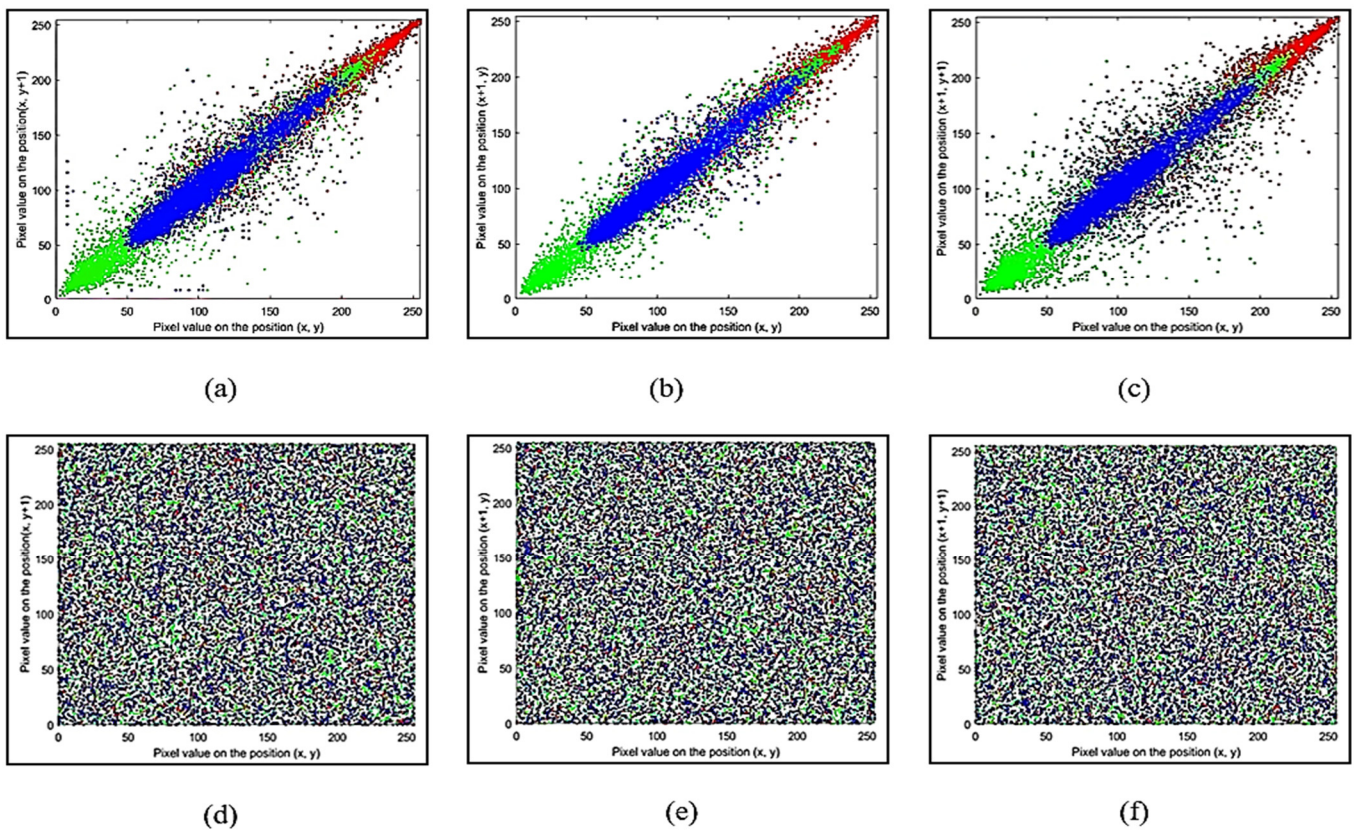 250
200
150
100
50
0
Pixel value on the position(x, y+1)
0 50 100 150 200 250
Pixel value on the position (x, y)
(a)
250
200
150
100
50
0
Pixel value on the position (x+1, y)
0 50 100 150 200 250
Pixel value on the position (x, y)
(b)
250
200
150
100
50
0
Pixel value on the position (x+1, y+1)
0 50 100 150 200 250
Pixel value on the position (x, y)
(c)
250
200
150
100
50
0
Pixel value on the position(x, y+1)
0 50 100 150 200 250
Pixel value on the position (x, y)
(d)
250
200
150
100
50
0
Pixel value on the position (x+1, y)
0 50 100 150 200 250
Pixel value on the position (x, y)
(e)
250
200
150
100
50
0
Pixel value on the position (x+1, y+1)
0 50 100 150 200 250
Pixel value on the position (x, y)
(f)